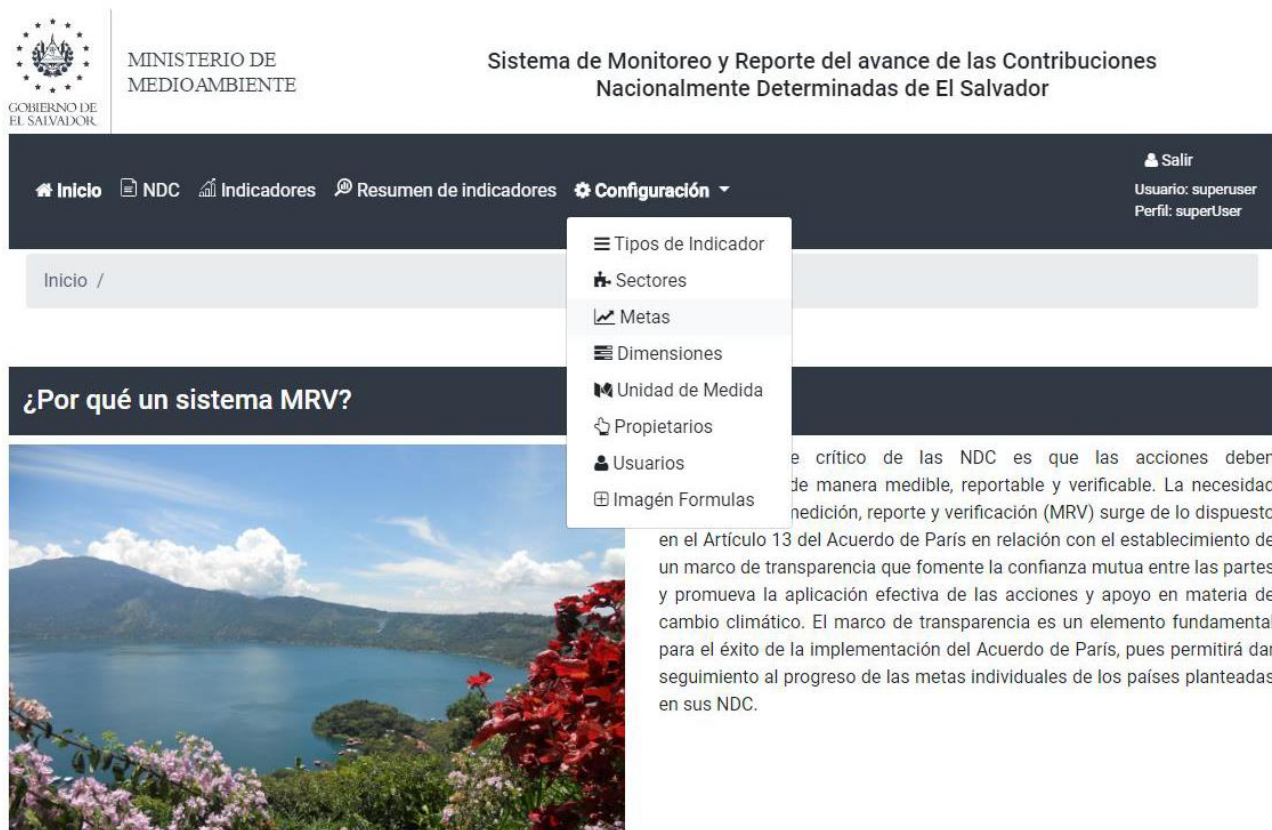 GOBIERNO DE
EL SALVADOR
MINISTERIO DE
MEDIO AMBIENTE
Sistema de Monitoreo y Reporte del avance de las Contribuciones
Nacionalmente Determinadas de El Salvador
Inicio NDC Indicadores Resumen de indicadores Configuración
Salir
Usuario: superuser
Perfil: superUser
Tipos de Indicador
Sectores
Metas
Dimensiones
Unidad de Medida
Propietarios
Usuarios
Imagén Formulas
Inicio /
¿Por qué un sistema MRV?
crítico de las NDC es que las acciones deben
de manera medible, reportable y verificable. La necesidad
medición, reporte y verificación (MRV) surge de lo dispuesto
en el Artículo 13 del Acuerdo de París en relación con el establecimiento de
un marco de transparencia que fomente la confianza mutua entre las partes
y promueva la aplicación efectiva de las acciones y apoyo en materia de
cambio climático. El marco de transparencia es un elemento fundamental
para el éxito de la implementación del Acuerdo de París, pues permitirá dar
seguimiento al progreso de las metas individuales de los países planteadas
en sus NDC.